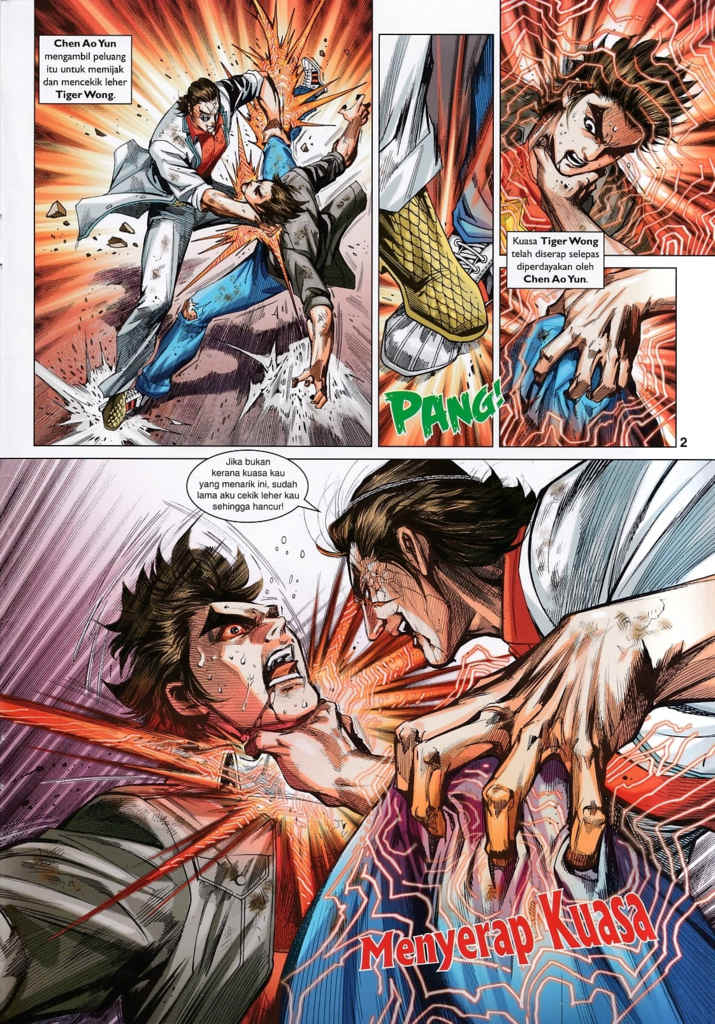 Chen Ao Yun
mengambil peluang
itu untuk memijak
dan mencekik leher
Tiger Wong.
PANG!
Kuasa Tiger Wong
telah diserap selepas
diperdayakan oleh
Chen Ao Yun.
2
Jika bukan
kerana kuasa kau
yang menarik ini, sudah
lama aku cekik leher kau
sehingga hancur!
Menyerap Kuasa